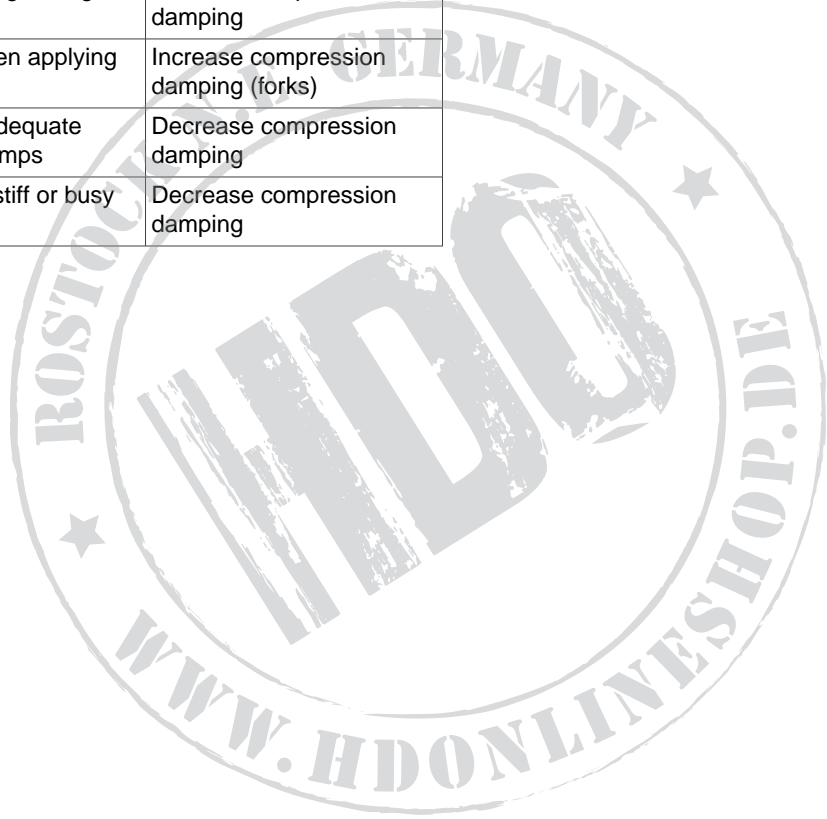 damping
en applying
Increase compression
damping (forks)
dequate
Decrease compression
mps
damping
stiff or busy
Decrease compression
damping
ROSTOCK N.E GERMANY
HDO
WWW.HDONLINESHOP.DE